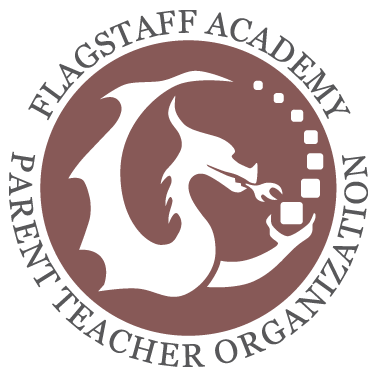 FLAGSTAFF ACADEMY
PARENT TEACHER ORGANIZATION